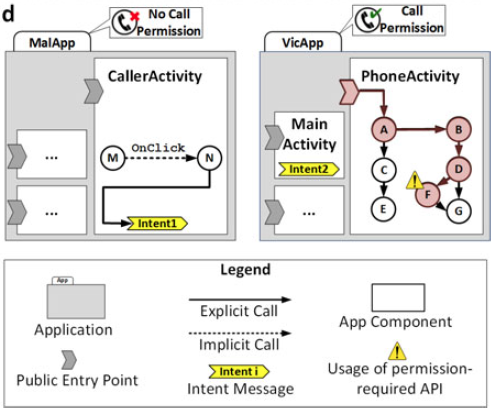 d
No Call
Permission
MalApp
CallerActivity
M
OnClick
N
...
...
Intent1
Call
Permission
VicApp
PhoneActivity
Main
Activity
Intent2
...
A
B
C
D
F
E
G
Legend
App
Application
Public Entry Point
Explicit Call
Implicit Call
Intent i
Intent Message
App Component
Usage of permission-
required API